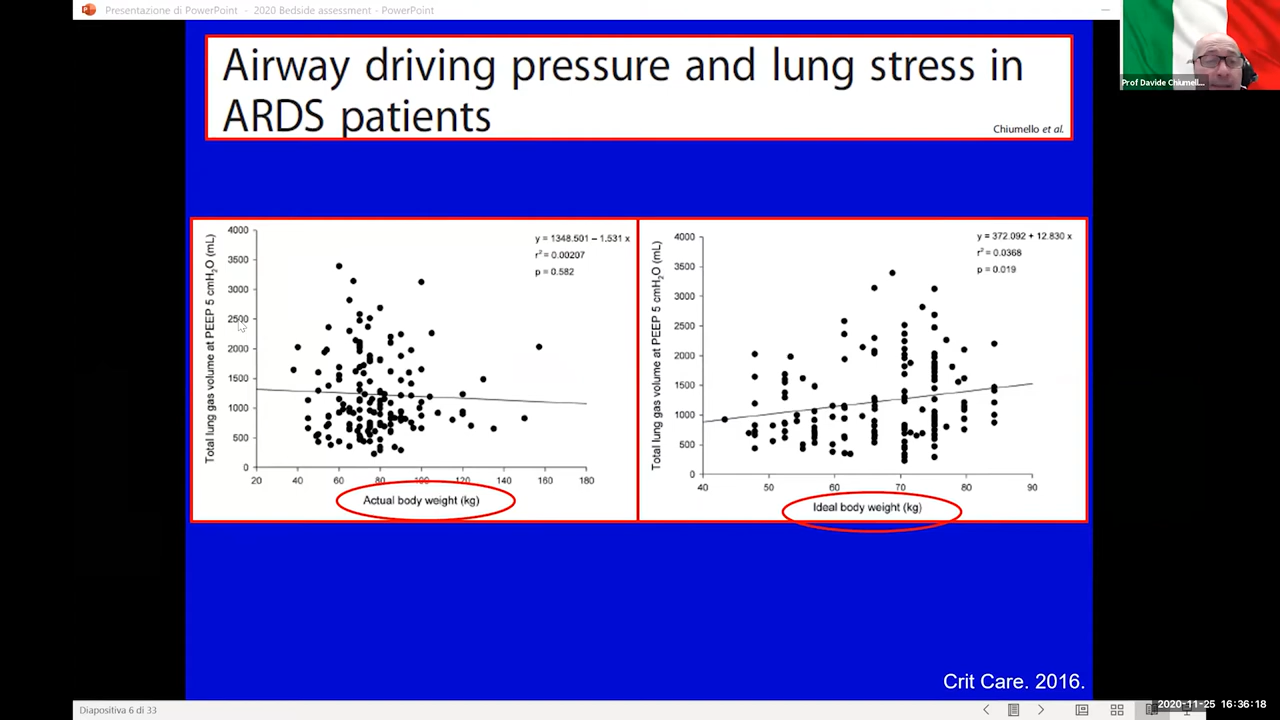 Presentazione di PowerPoint - 2020 Bedside assessment - PowerPoint
Prof Davide Chiumell...
Airway driving pressure and lung stress in
ARDS patients
Chiumello et al.
Total lung gas volume at PEEP 5 cmH2O (mL)
4000
3500
3000
2500
2000
1500
1000
500
0
y = 1348.501 – 1.531 x
r2 = 0.00207
p = 0.582
20 40 60 80 100 120 140 160 180
Actual body weight (kg)
Total lung gas volume at PEEP 5 cmH2O (mL)
4000
3500
3000
2500
2000
1500
1000
500
0
y = 372.092 + 12.830 x
r2 = 0.0368
p = 0.019
40 50 60 70 80 90
Ideal body weight (kg)
Crit Care. 2016.
Diapositiva 6 di 33
2020-11-25 16:36:18